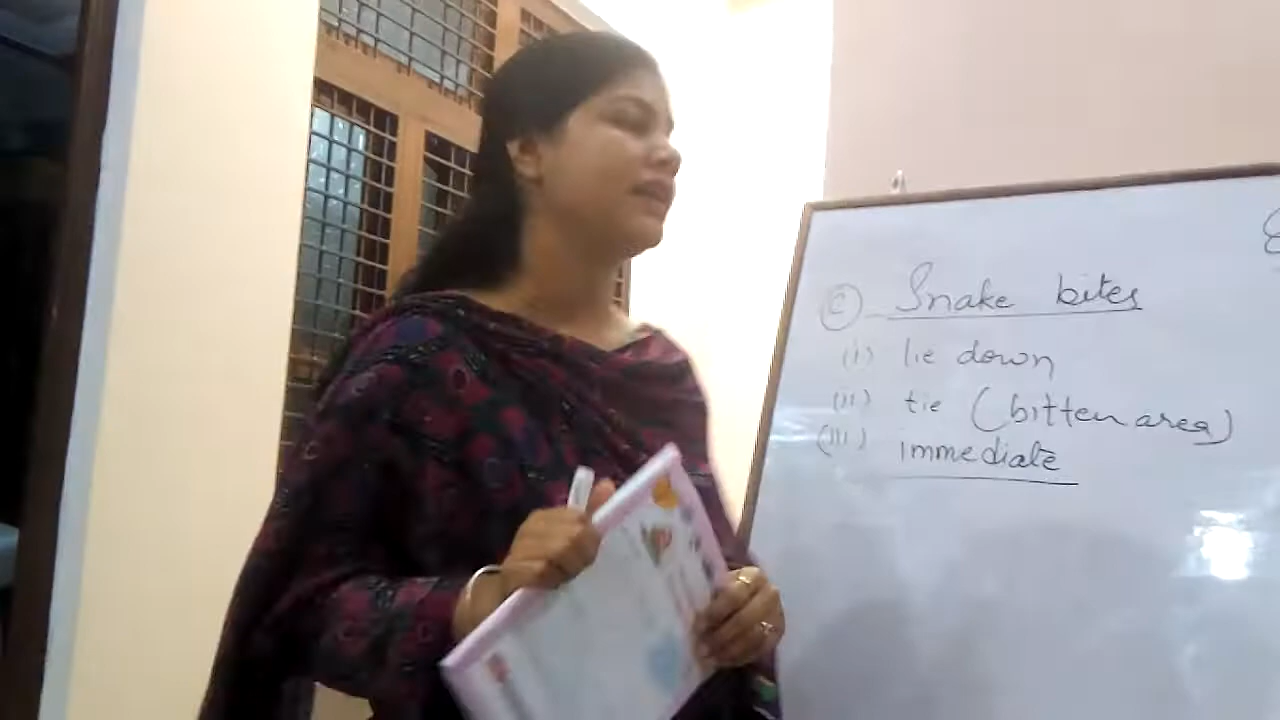 (C) Snake bites
(i) lie down
(ii) tie (bitten area)
(iii) immediate